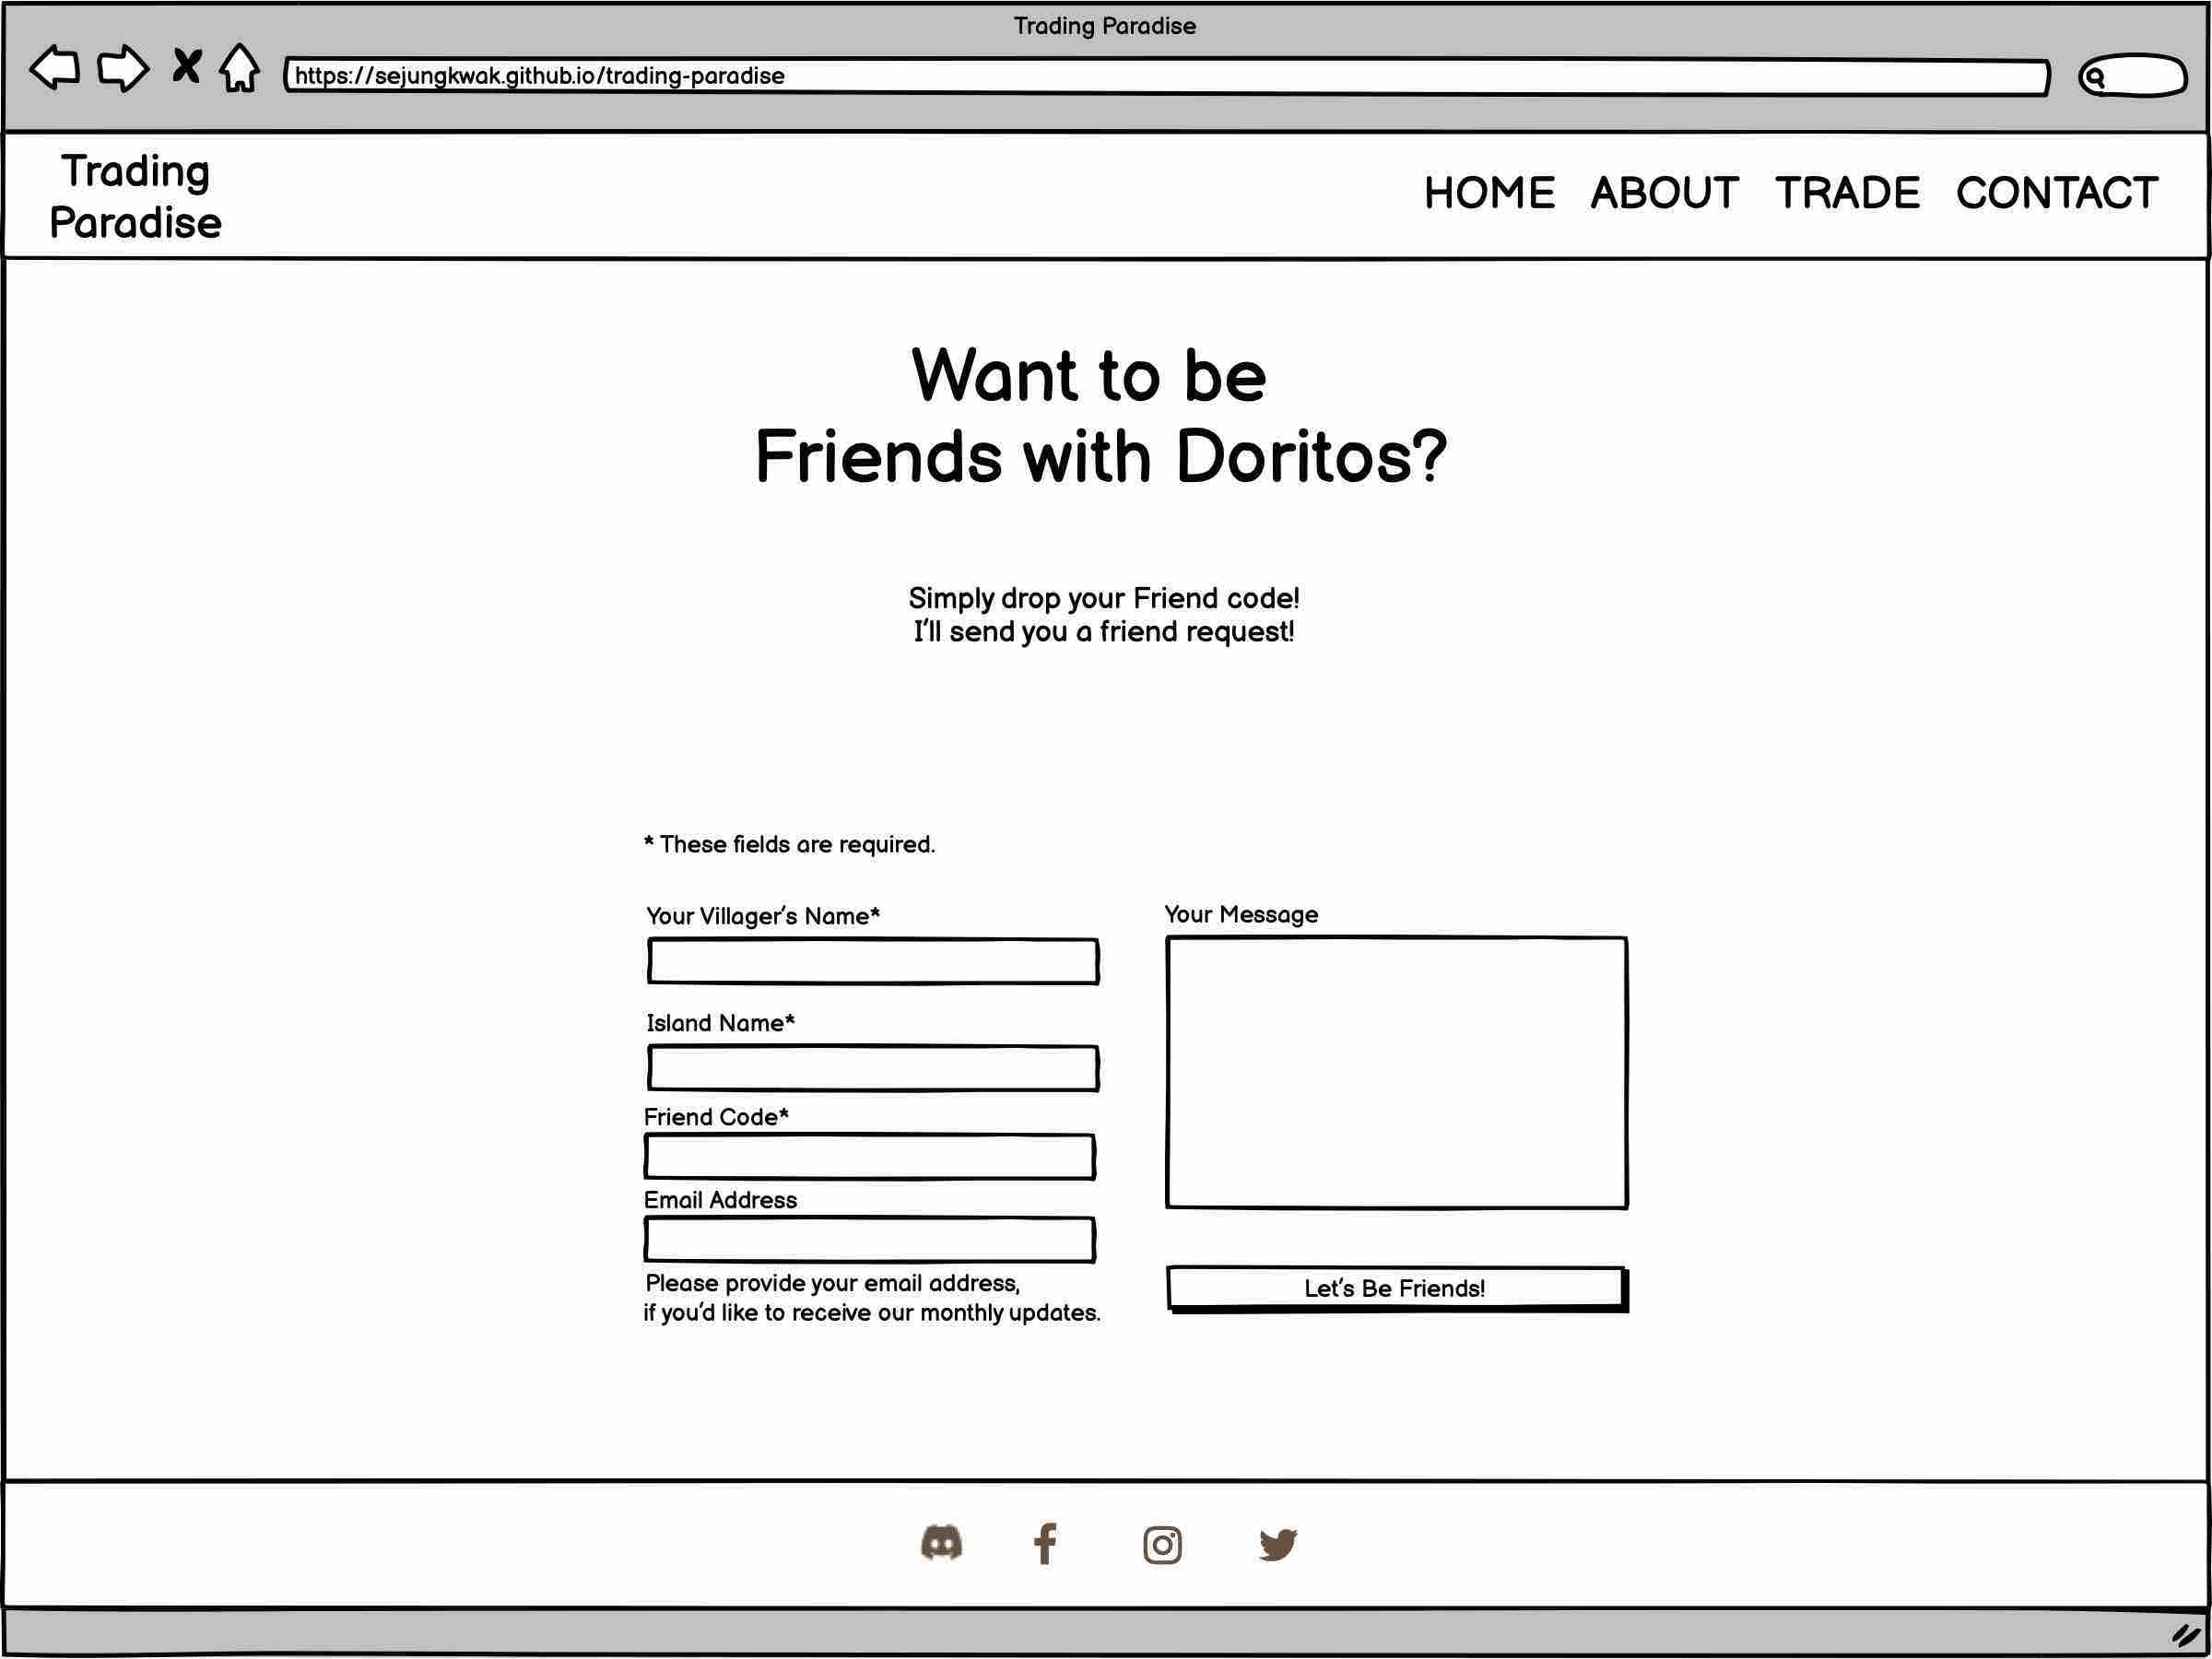 Trading Paradise
https://sejungkwak.github.io/trading-paradise
Trading
Paradise
HOME ABOUT TRADE CONTACT
Want to be
Friends with Doritos?
Simply drop your Friend code!
I'll send you a friend request!
* These fields are required.
Your Villager's Name*
Island Name*
Friend Code*
Email Address
Please provide your email address,
if you'd like to receive our monthly updates.
Your Message
Let's Be Friends!